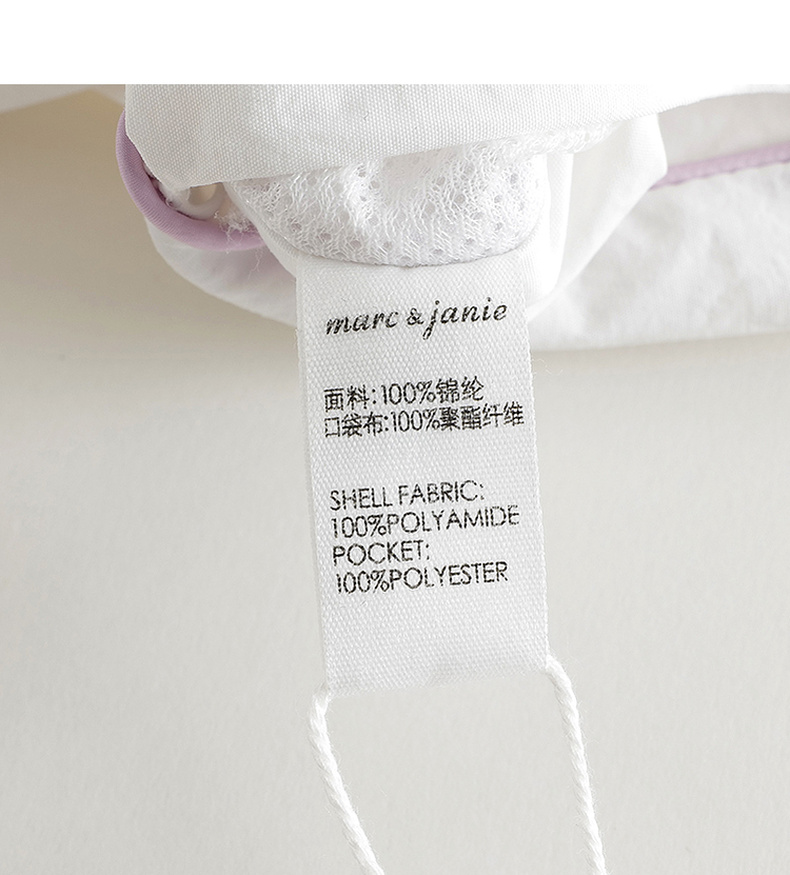 marc & janie
面料:100%锦纶
口袋布:100%聚酯纤维
SHELL FABRIC:
100%POLYAMIDE
POCKET:
100%POLYESTER